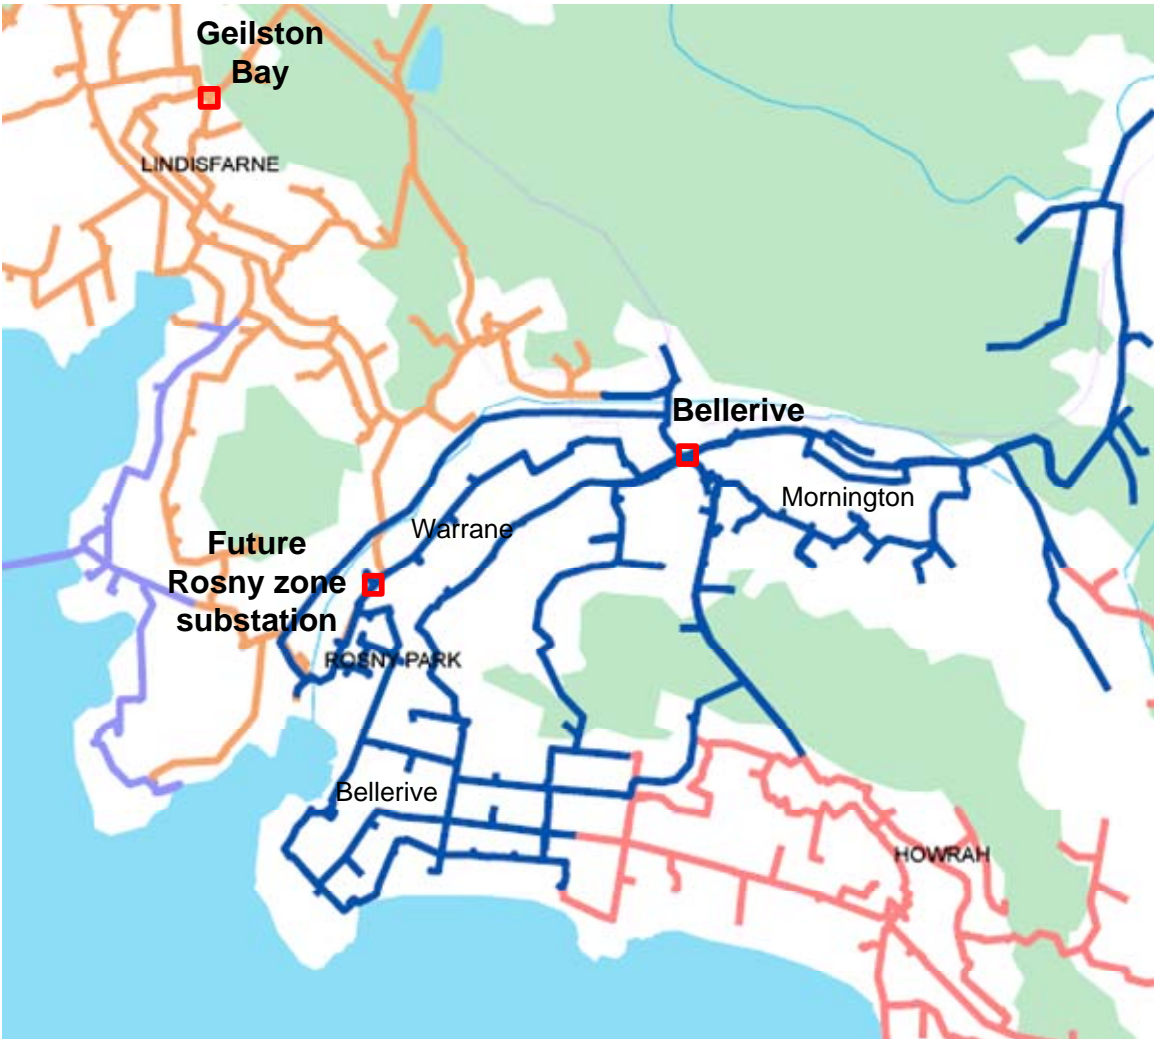 Geilston
Bay
LINDISFARNE
Bellerive
Mornington
Warrane
Future
Rosny zone
substation
ROSNY PARK
Bellerive
HOWRAH